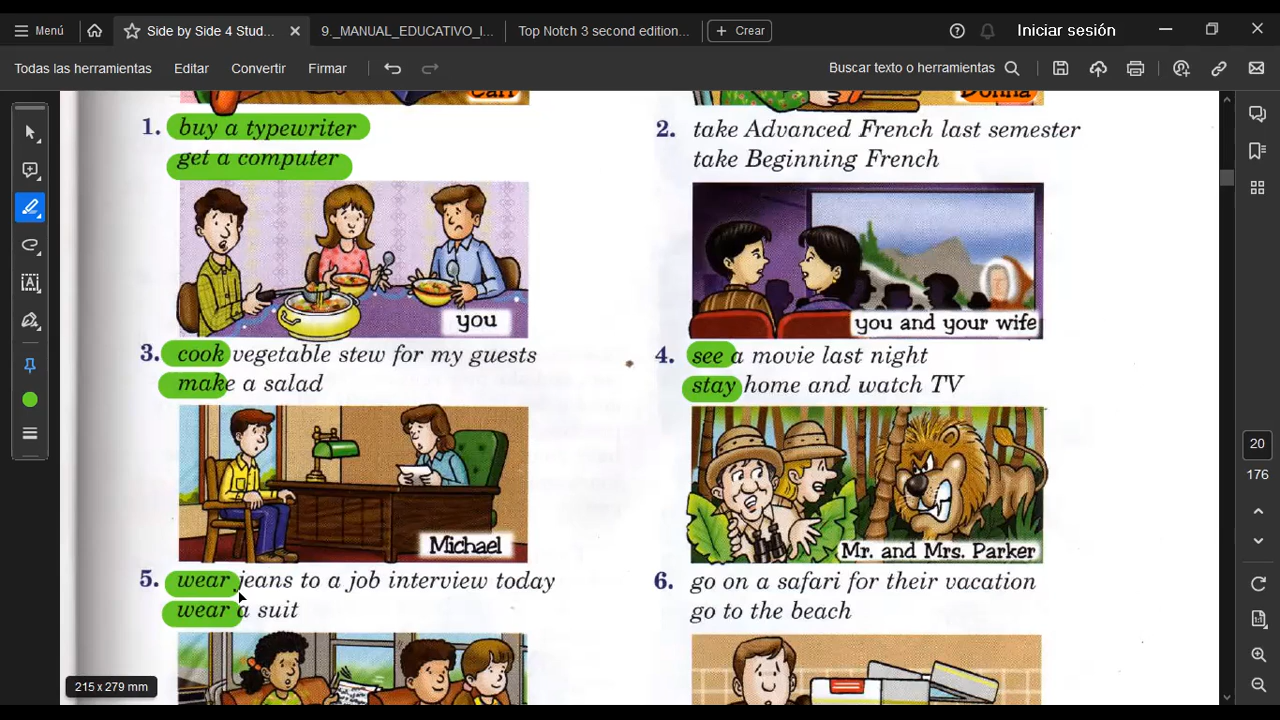 Menú
Side by Side 4 Stud...
9._MANUAL_EDUCATIVO_I...
Top Notch 3 second edition...
Crear
Iniciar sesión
Todas las herramientas
Editar
Convertir
Firmar
Buscar texto o herramientas
Carl
Donna
1. buy a typewriter
get a computer
2. take Advanced French last semester
take Beginning French
you
you and your wife
3. cook vegetable stew for my guests
make a salad
4. see a movie last night
stay home and watch TV
Michael
Mr. and Mrs. Parker
5. wear jeans to a job interview today
wear a suit
6. go on a safari for their vacation
go to the beach
215 x 279 mm
20
176